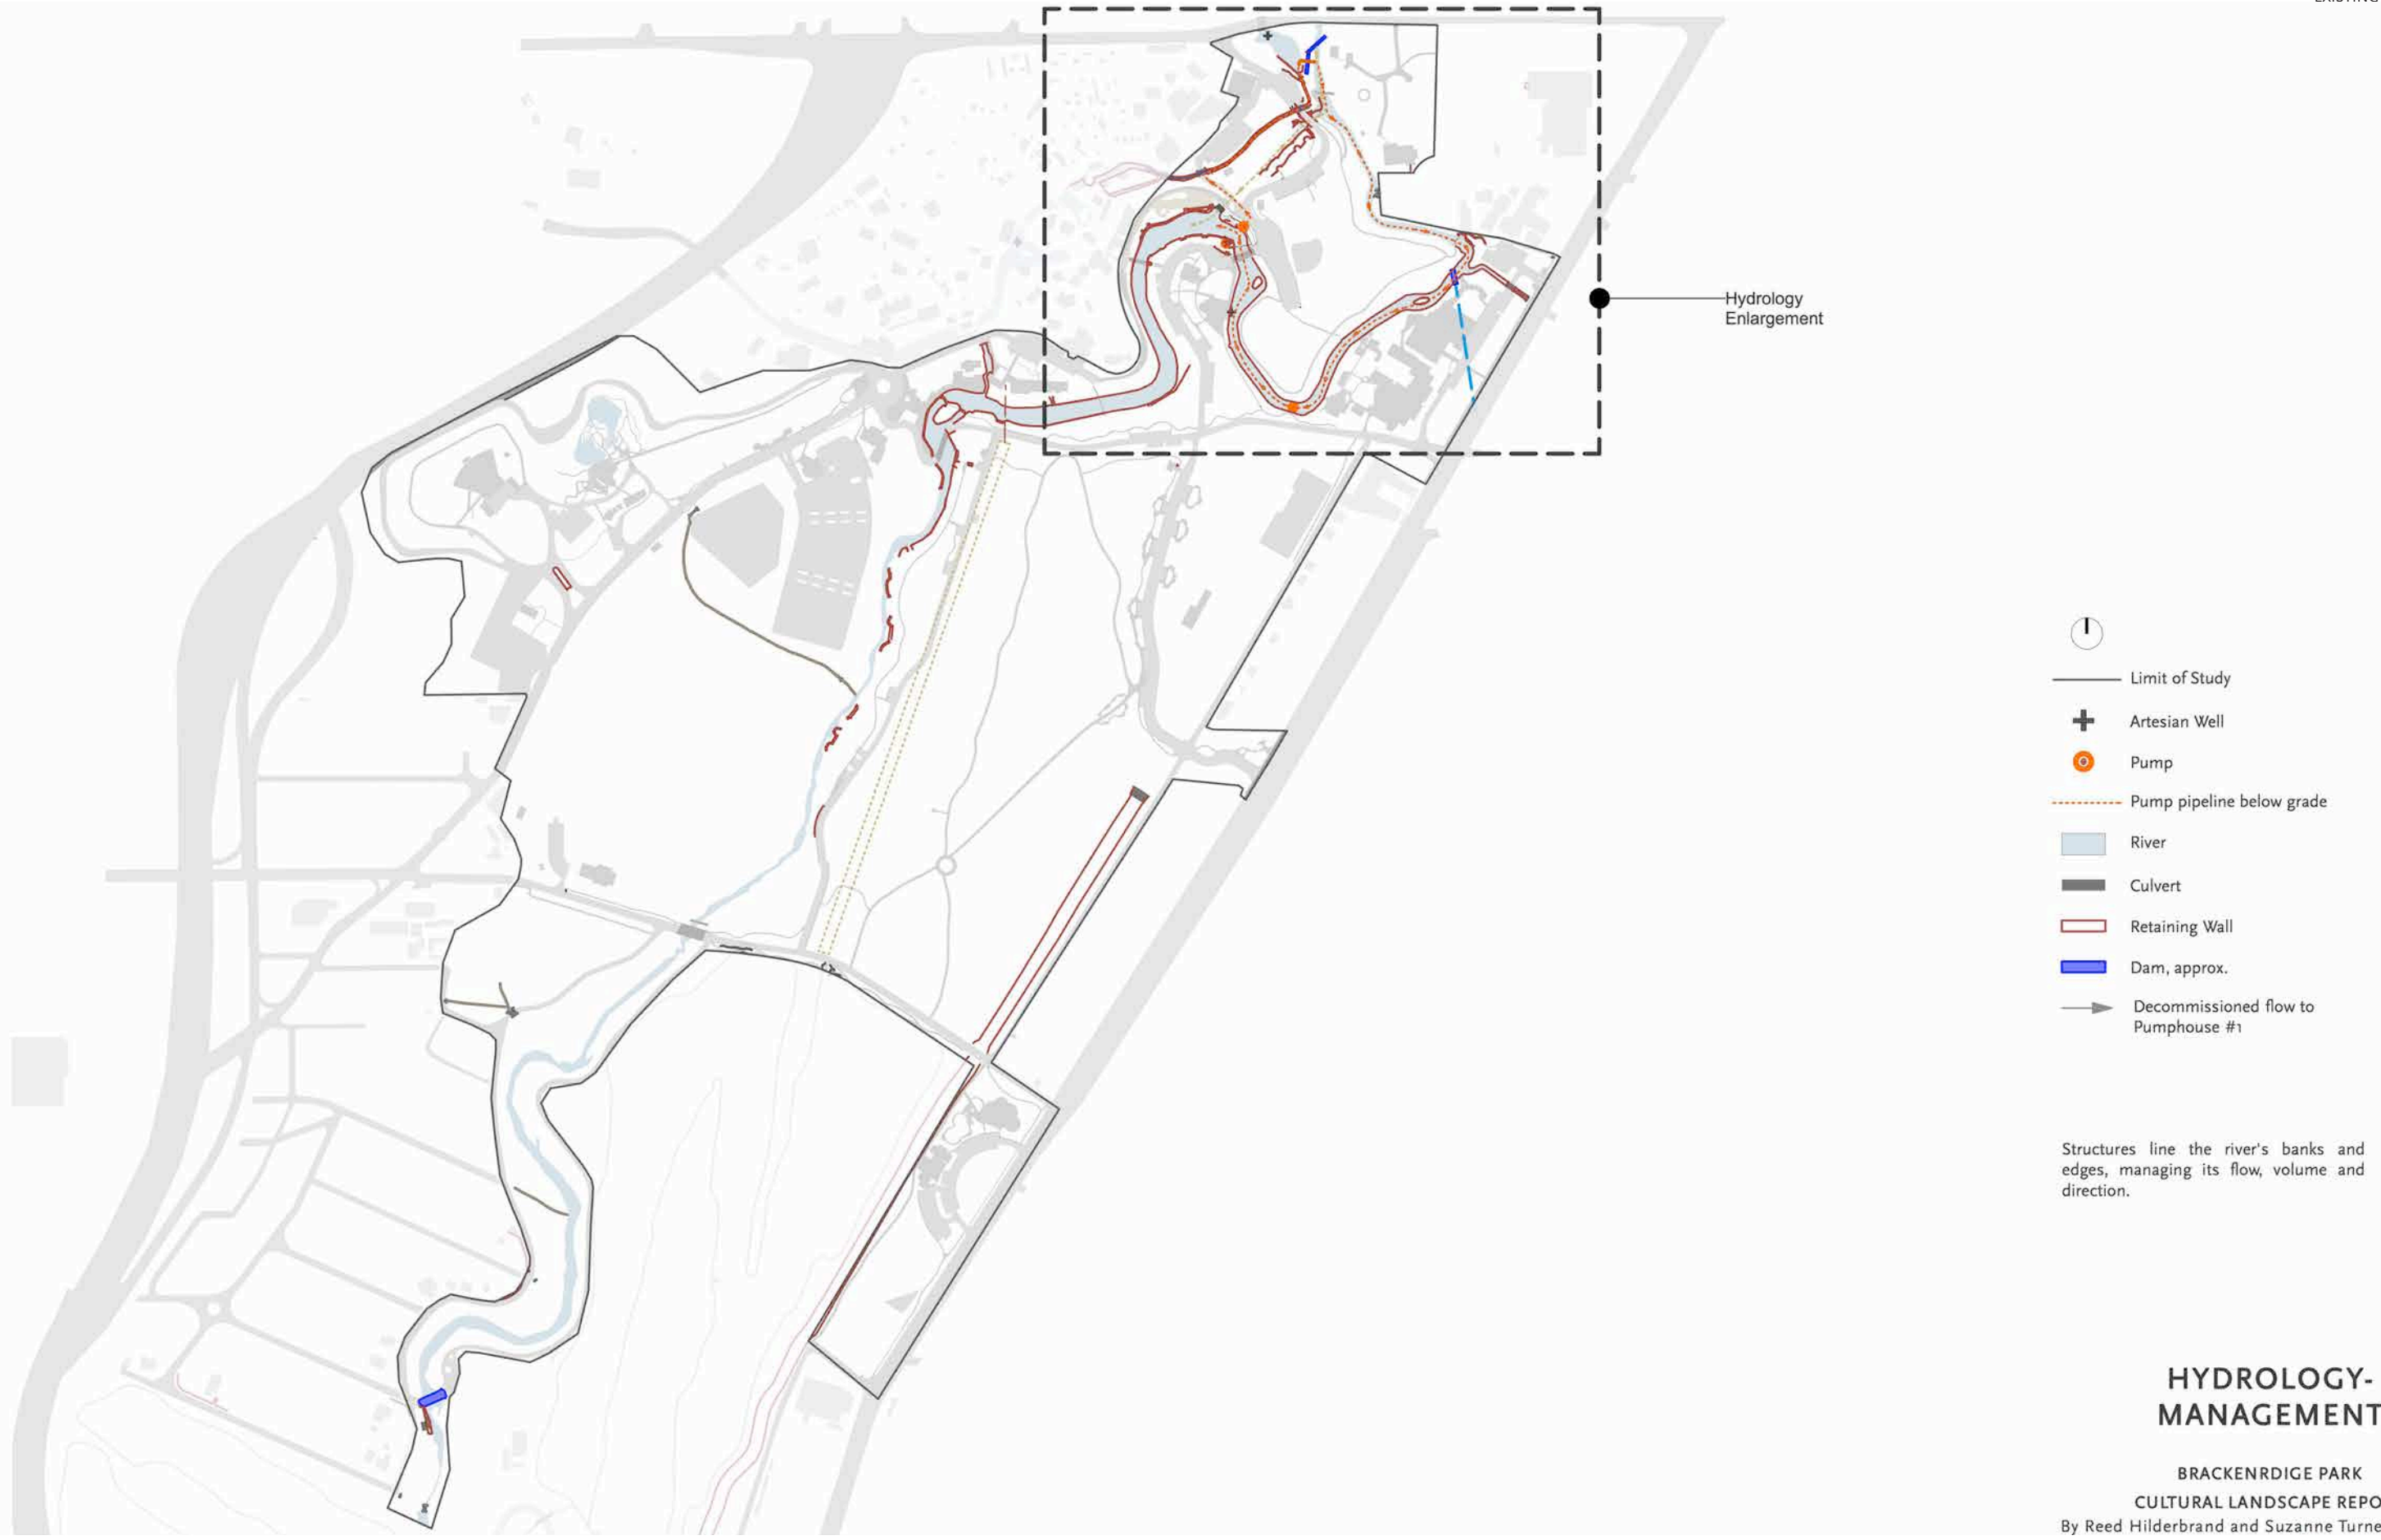 EXISTING
Hydrology
Enlargement
Limit of Study
Artesian Well
Pump
Pump pipeline below grade
River
Culvert
Retaining Wall
Dam, approx.
Decommissioned flow to
Pumphouse #1
Structures line the river's banks and
edges, managing its flow, volume and
direction.
HYDROLOGY-
MANAGEMENT
BRACKENRDIGE PARK
CULTURAL LANDSCAPE REPO
By Reed Hilderbrand and Suzanne Turne